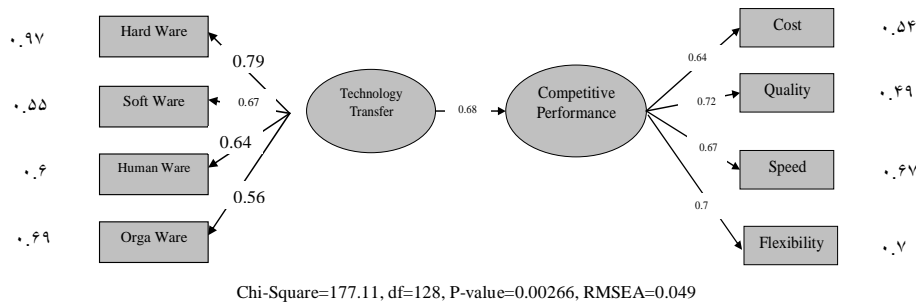 ۰.۹۷ Hard Ware 0.79 Cost 0.64 ۰.۵۴
۰.۵۵ Soft Ware 0.67 Technology Transfer 0.68 Competitive Performance 0.72 Quality ۰.۴۹
۰.۶ Human Ware 0.64 0.67 Speed ۰.۶۷
۰.۶۹ Orga Ware 0.56 0.7 Flexibility ۰.۷
Chi-Square=177.11, df=128, P-value=0.00266, RMSEA=0.049